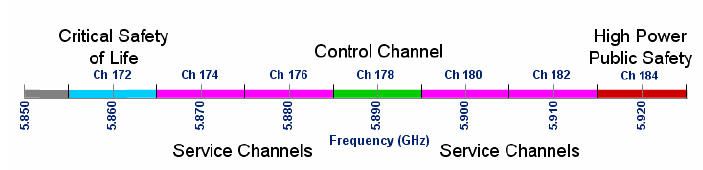 Critical Safety
of Life
Control Channel
High Power
Public Safety
Ch 172 Ch 174 Ch 176 Ch 178 Ch 180 Ch 182 Ch 184
5.850 5.860 5.870 5.880 5.890 5.900 5.910 5.920
Frequency (GHz)
Service Channels Service Channels